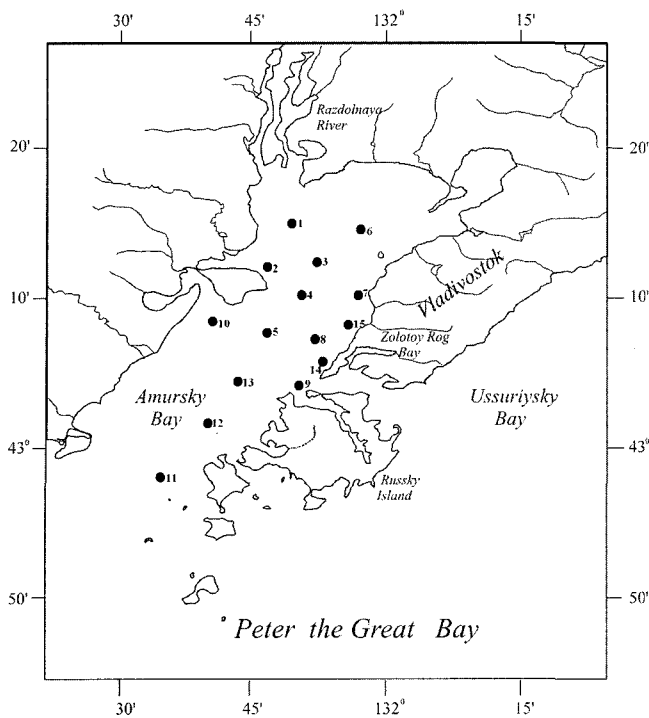 30' 45' 132° 15'
Razdolnaya
River
20' 20'
1
6
3
2
10' 4 7 10'
Vladivostok
10
15
5
8
Zolotoy Rog
Bay
14
13
9
Amursky
Bay
Ussuriysky
Bay
12
43° 43°
11
Russky
Island
50' 50'
Peter the Great Bay
30' 45' 132° 15'